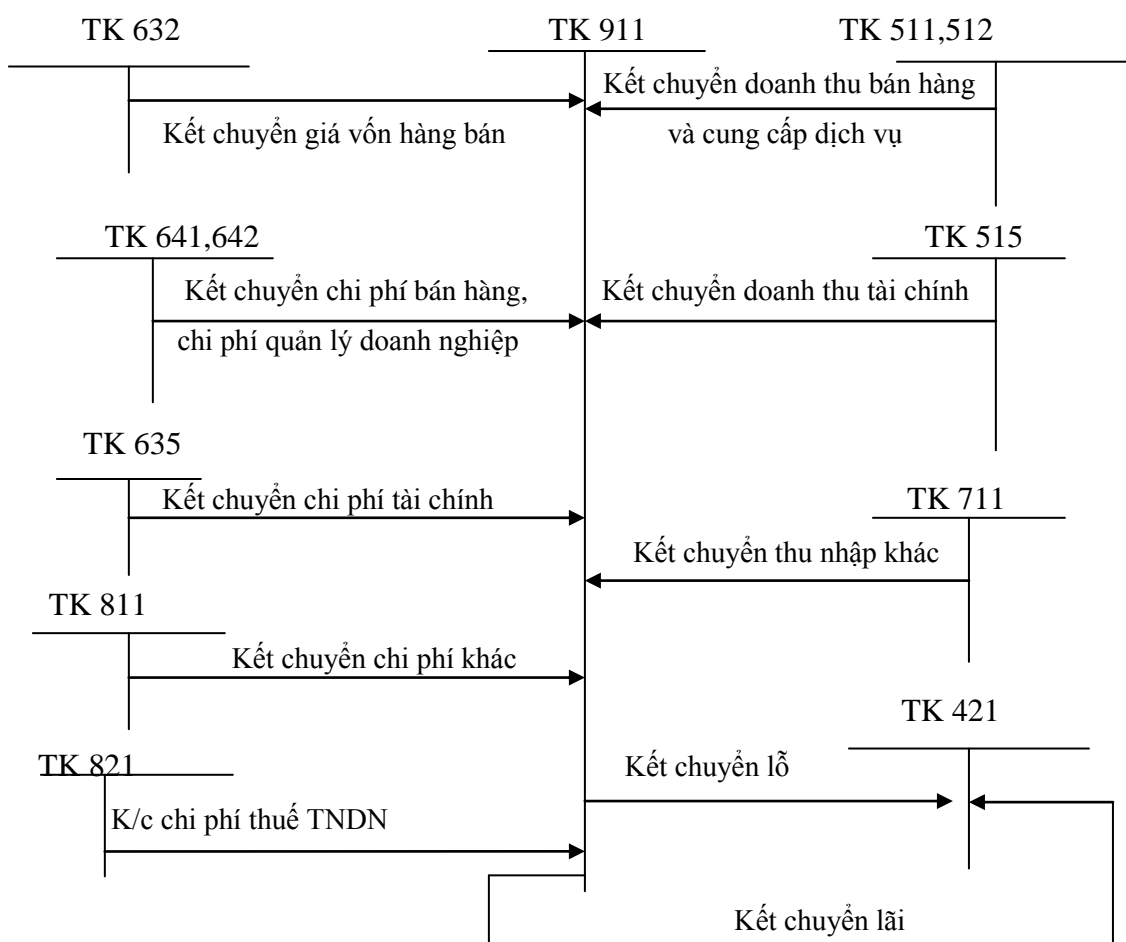 TK 632
TK 911
TK 511,512
Kết chuyển doanh thu bán hàng
Kết chuyển giá vốn hàng bán
và cung cấp dịch vụ
TK 641,642
TK 515
Kết chuyển chi phí bán hàng,
Kết chuyển doanh thu tài chính
chi phí quản lý doanh nghiệp
TK 635
Kết chuyển chi phí tài chính
TK 711
Kết chuyển thu nhập khác
TK 811
Kết chuyển chi phí khác
TK 421
TK 821
Kết chuyển lỗ
K/c chi phí thuế TNDN
Kết chuyển lãi